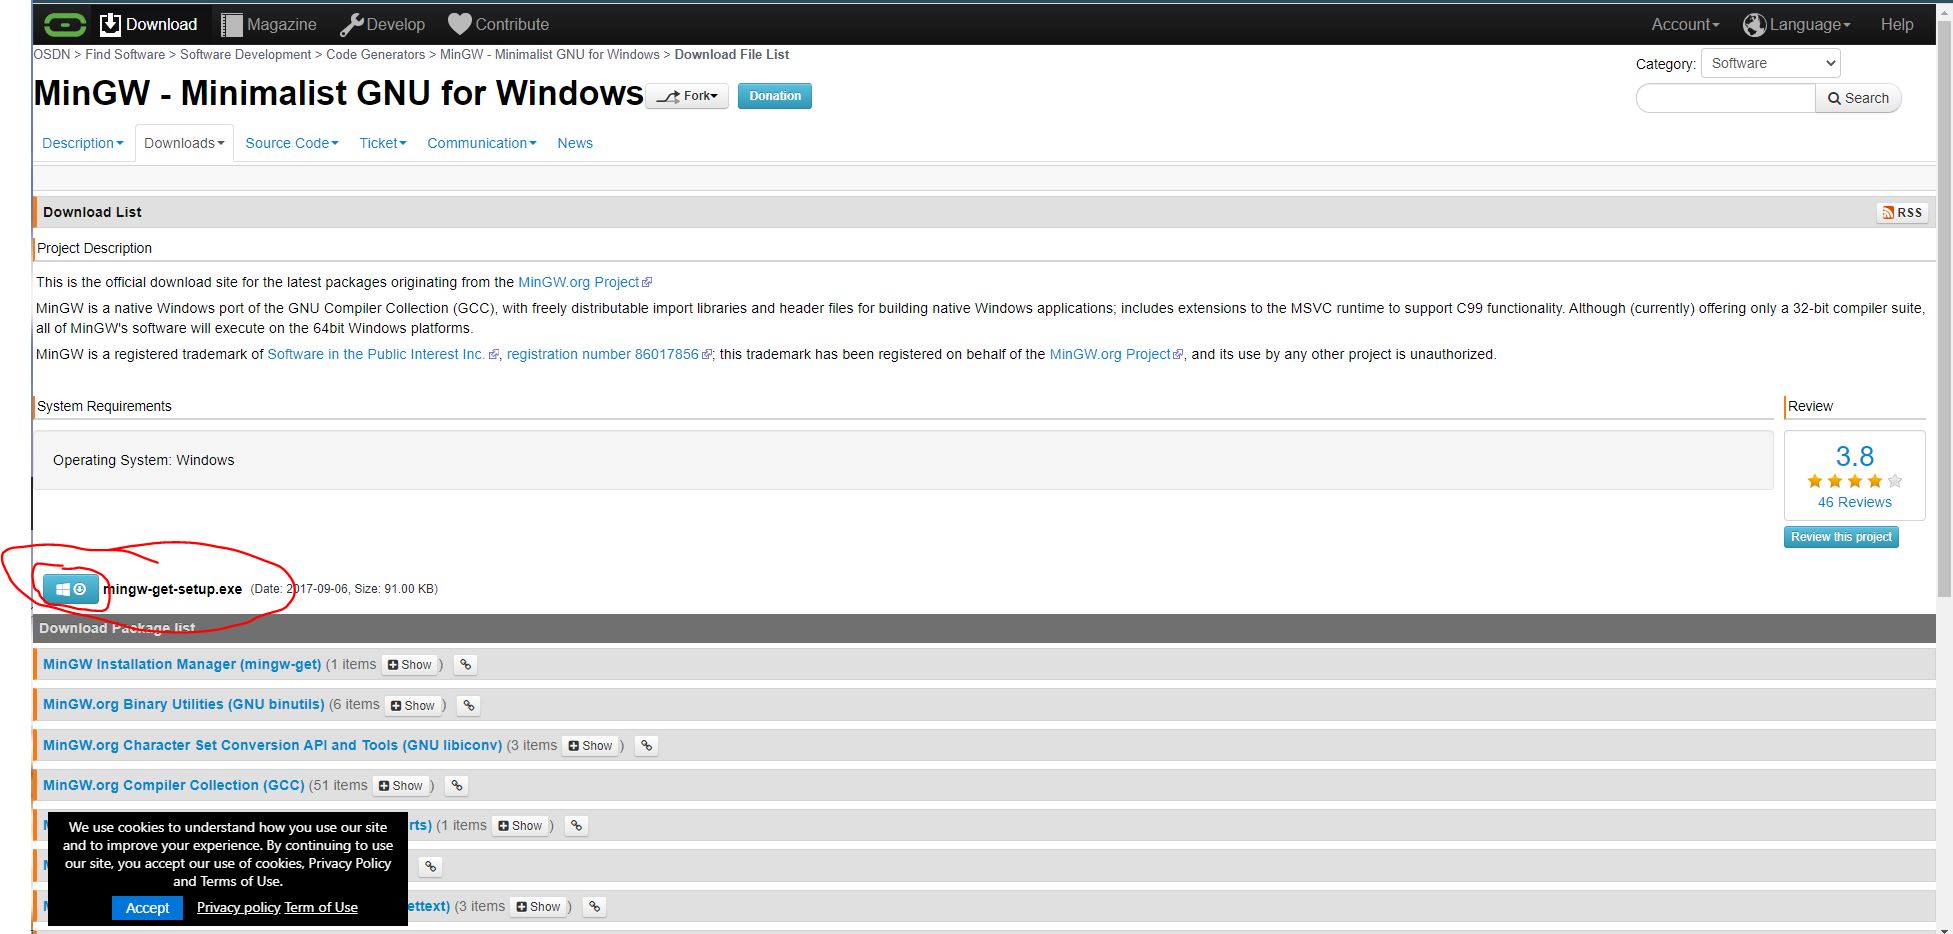 Download Magazine Develop Contribute Account Language Help
OSDN > Find Software > Software Development > Code Generators > MinGW - Minimalist GNU for Windows > Download File List
Category: Software
MinGW - Minimalist GNU for Windows Fork Donation
Search
Description Downloads Source Code Ticket Communication News
Download List RSS
Project Description
This is the official download site for the latest packages originating from the MinGW.org Project
MinGW is a native Windows port of the GNU Compiler Collection (GCC), with freely distributable import libraries and header files for building native Windows applications; includes extensions to the MSVC runtime to support C99 functionality. Although (currently) offering only a 32-bit compiler suite,
all of MinGW's software will execute on the 64bit Windows platforms.
MinGW is a registered trademark of Software in the Public Interest Inc. , registration number 86017856 ; this trademark has been registered on behalf of the MinGW.org Project , and its use by any other project is unauthorized.
System Requirements
Review
Operating System: Windows
3.8
46 Reviews
Review this project
mingw-get-setup.exe (Date: 2017-09-06, Size: 91.00 KB)
Download Package list
MinGW Installation Manager (mingw-get) (1 items Show )
MinGW.org Binary Utilities (GNU binutils) (6 items Show )
MinGW.org Character Set Conversion API and Tools (GNU libiconv) (3 items Show )
MinGW.org Compiler Collection (GCC) (51 items Show )
rts) (1 items Show )
ettext) (3 items Show )
We use cookies to understand how you use our site
and to improve your experience. By continuing to use
our site, you accept our use of cookies, Privacy Policy
and Terms of Use.
Accept Privacy policy Term of Use